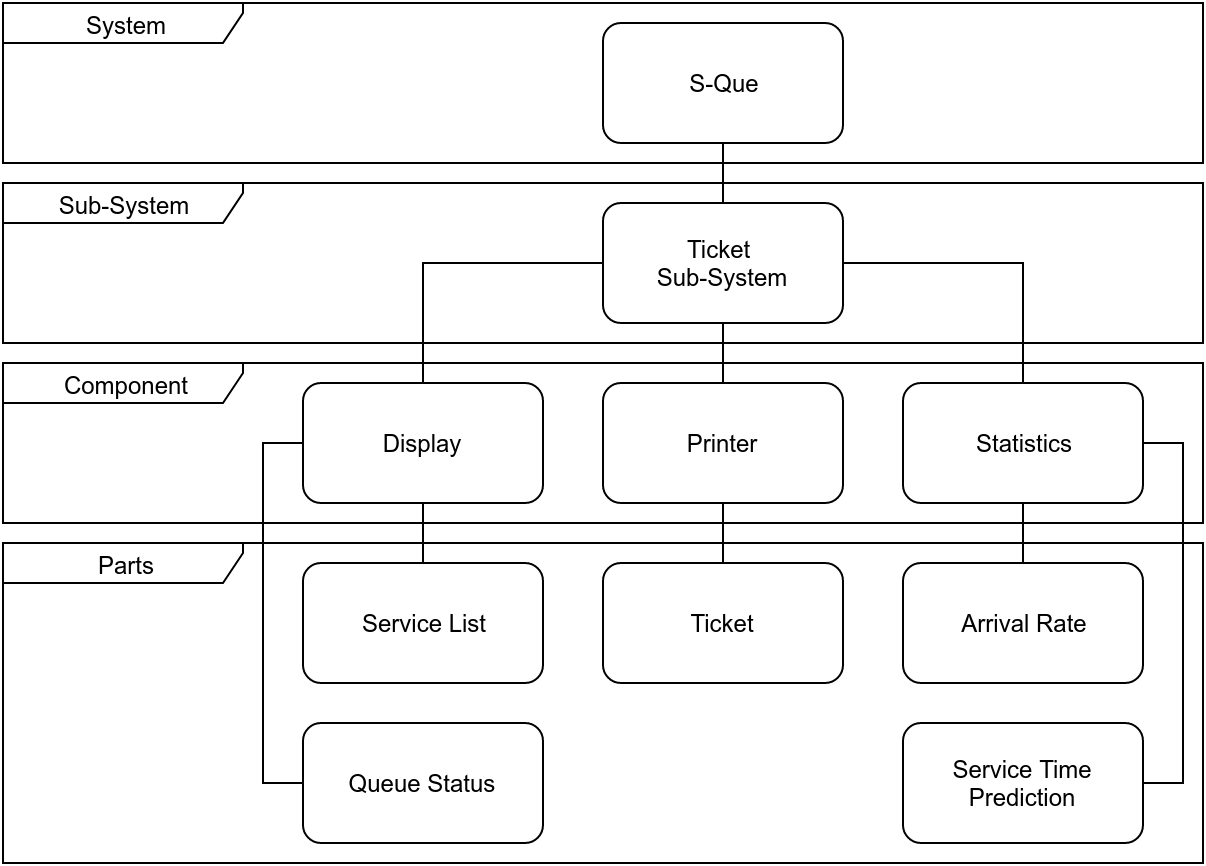 System
S-Que
Sub-System
Ticket
Sub-System
Component
Display
Printer
Statistics
Parts
Service List
Ticket
Arrival Rate
Queue Status
Service Time
Prediction